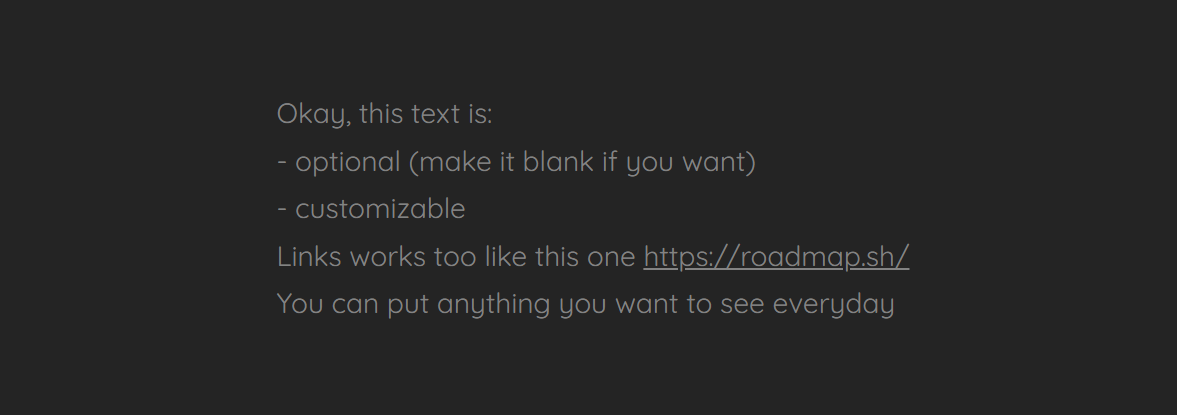 Okay, this text is:
- optional (make it blank if you want)
- customizable
Links works too like this one https://roadmap.sh/
You can put anything you want to see everyday